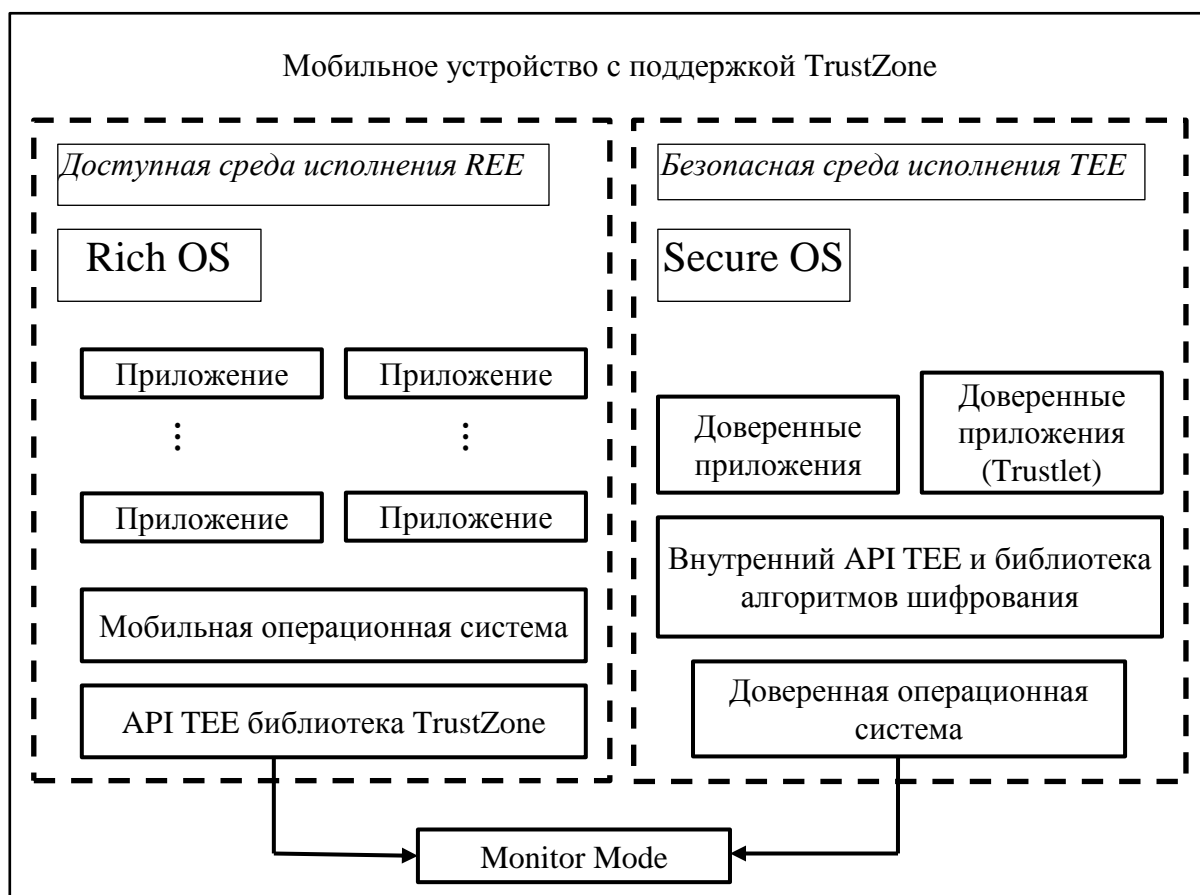 Мобильное устройство с поддержкой TrustZone
Доступная среда исполнения REE
Rich OS
Приложение
Приложение
Приложение
Приложение
Мобильная операционная система
API TEE библиотека TrustZone
Безопасная среда исполнения TEE
Secure OS
Доверенные
приложения
Доверенные
приложения
(Trustlet)
Внутренний API TEE и библиотека
алгоритмов шифрования
Доверенная операционная
система
Monitor Mode